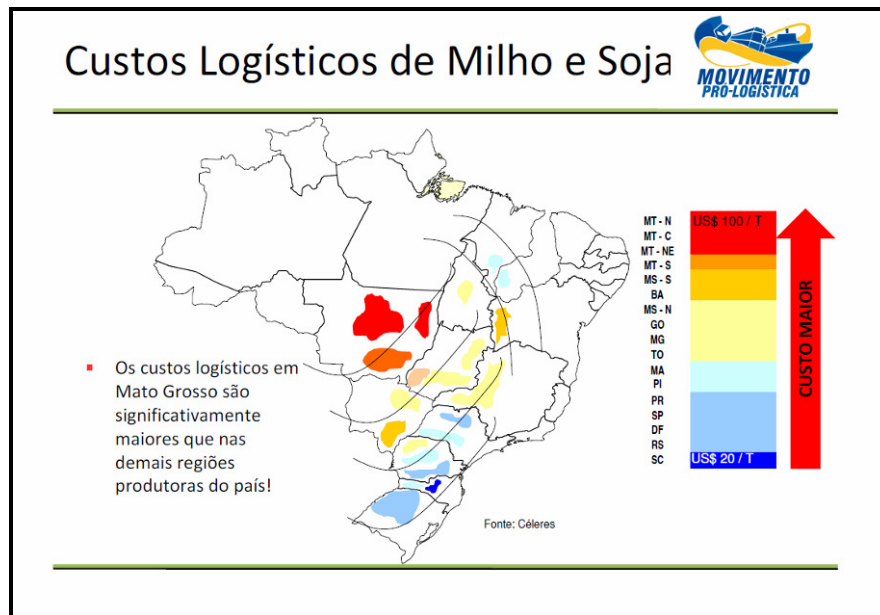 Custos Logísticos de Milho e Soja
MOVIMENTO
PRO-LOGÍSTICA
MT - N
MT - C
MT - NE
MT - S
MS - S
BA
MS - N
GO
MG
TO
MA
PI
PR
SP
DF
RS
SC
US$ 100 / T
US$ 20 / T
CUSTO MAIOR
Os custos logísticos em
Mato Grosso são
significativamente
maiores que nas
demais regiões
produtoras do país!
Fonte: Céleres